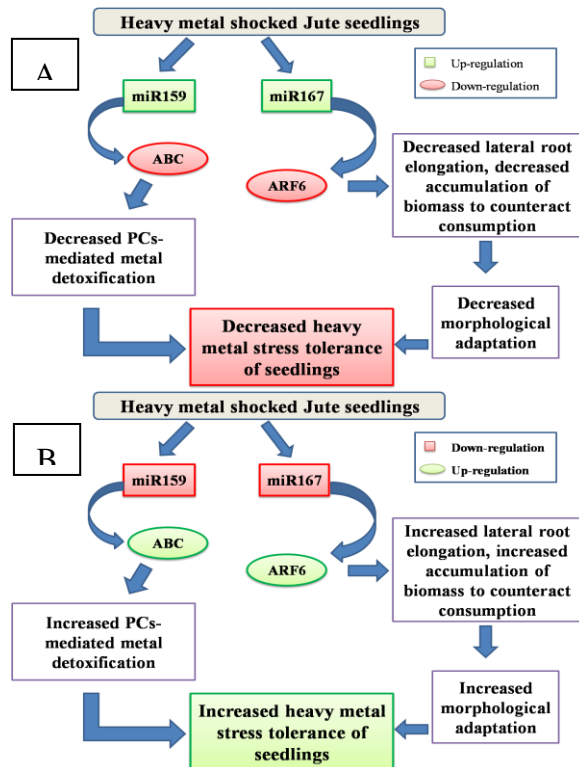 Heavy metal shocked Jute seedlings
A
Up-regulation
Down-regulation
miR159
miR167
ABC
ARF6
Decreased lateral root
elongation, decreased
accumulation of
biomass to counteract
consumption
Decreased PCs-
mediated metal
detoxification
Decreased heavy
metal stress tolerance
of seedlings
Decreased
morphological
adaptation
Heavy metal shocked Jute seedlings
B
Down-regulation
Up-regulation
miR159
miR167
ABC
ARF6
Increased lateral root
elongation, increased
accumulation of
biomass to counteract
consumption
Increased PCs-
mediated metal
detoxification
Increased heavy metal
stress tolerance of
seedlings
Increased
morphological
adaptation